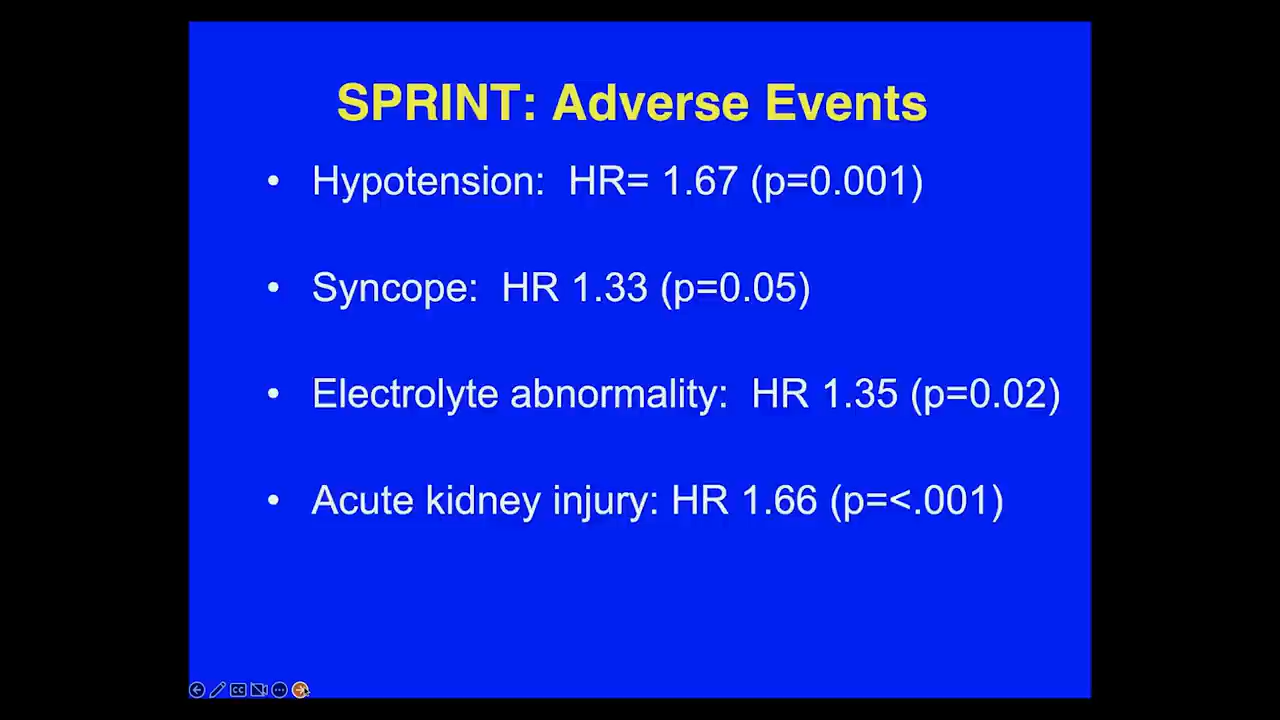 SPRINT: Adverse Events
• Hypotension:  HR= 1.67 (p=0.001)
• Syncope:  HR 1.33 (p=0.05)
• Electrolyte abnormality:  HR 1.35 (p=0.02)
• Acute kidney injury: HR 1.66 (p=<.001)
CC